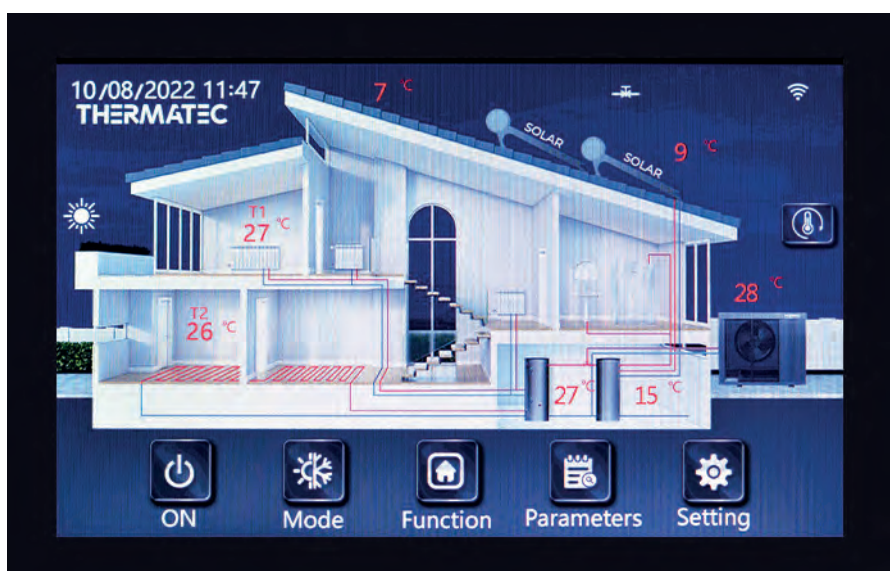 10/08/2022 11:47
THERMATEC
7 °C
SOLAR
SOLAR
9 °C
T1
27 °C
28 °C
T2
26 °C
27 °C
15 °C
ON
Mode
Function
Parameters
Setting